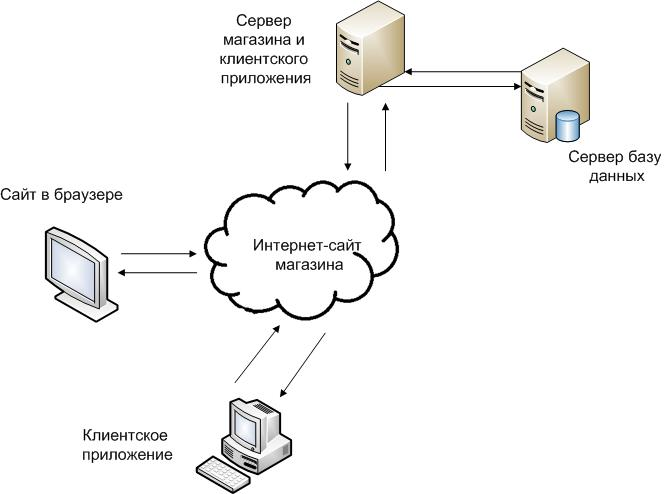 Сервер
магазина и
клиентского
приложения
Сервер базу
данных
Сайт в браузере
Интернет-сайт
магазина
Клиентское
приложение